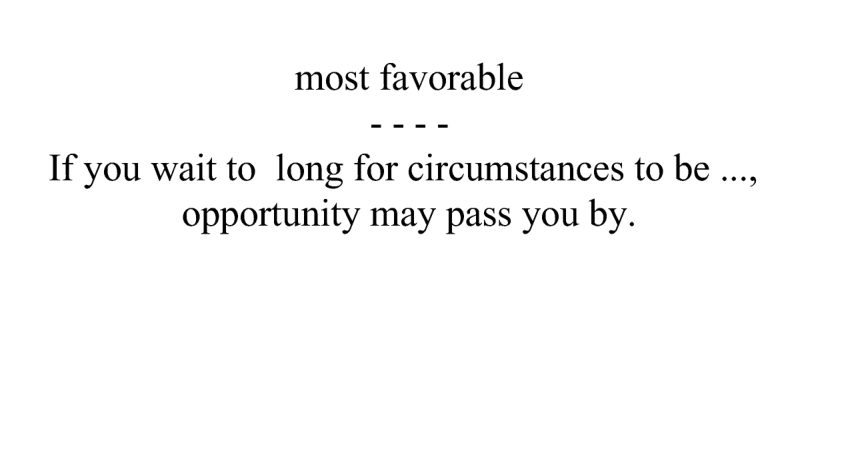 most favorable
- - - -
If you wait to  long for circumstances to be ...,
opportunity may pass you by.